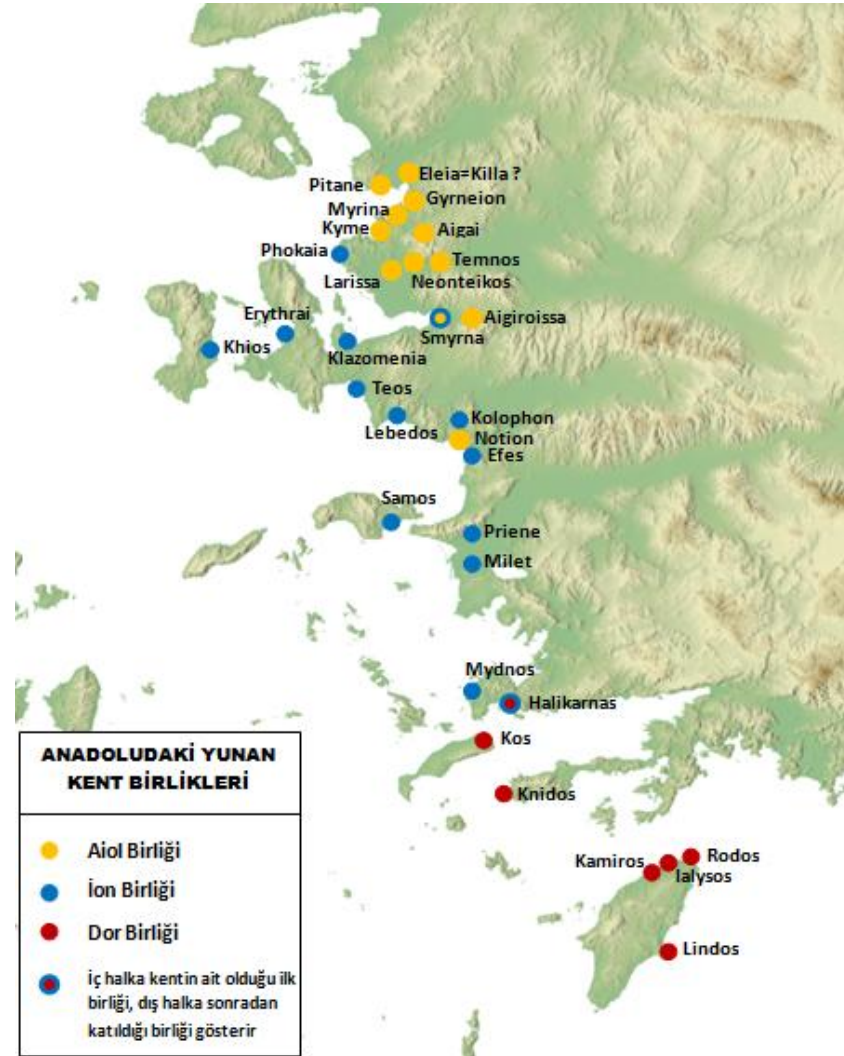 Eleia=Killa ?
Pitane
Gyrneion
Myrina
Kyme
Aigai
Phokaia
Temnos
Larissa
Neonteikos
Erythrai
Aigiroissa
Smyrna
Khios
Klazomenia
Teos
Lebedos
Kolophon
Notion
Efes
Samos
Priene
Milet
Mydnos
Halikarnas
Kos
Knidos
Kamiros
Rodos
Ialysos
Lindos
ANADOLUDAKİ YUNAN
KENT BİRLİKLERİ
Aiol Birliği
İon Birliği
Dor Birliği
İç halka kentin ait olduğu ilk
birliği, dış halka sonradan
katıldığı birliği gösterir